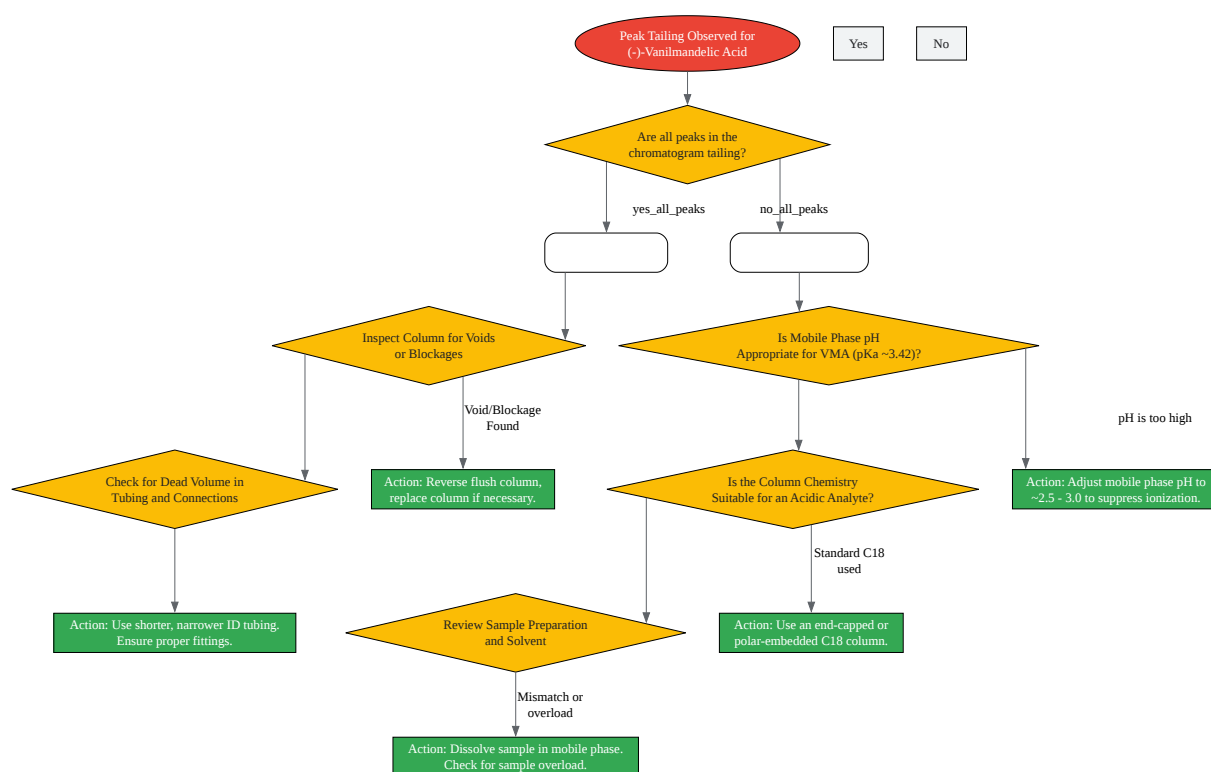 Peak Tailing Observed for
(-)-Vanilmandelic Acid
Yes
No
Are all peaks in the
chromatogram tailing?
yes_all_peaks
no_all_peaks
Inspect Column for Voids
or Blockages
Is Mobile Phase pH
Appropriate for VMA (pKa ~3.42)?
Void/Blockage
Found
pH is too high
Check for Dead Volume in
Tubing and Connections
Action: Reverse flush column,
replace column if necessary.
Is the Column Chemistry
Suitable for an Acidic Analyte?
Action: Adjust mobile phase pH to
~2.5 - 3.0 to suppress ionization.
Standard C18
used
Action: Use shorter, narrower ID tubing.
Ensure proper fittings.
Review Sample Preparation
and Solvent
Action: Use an end-capped or
polar-embedded C18 column.
Mismatch or
overload
Action: Dissolve sample in mobile phase.
Check for sample overload.